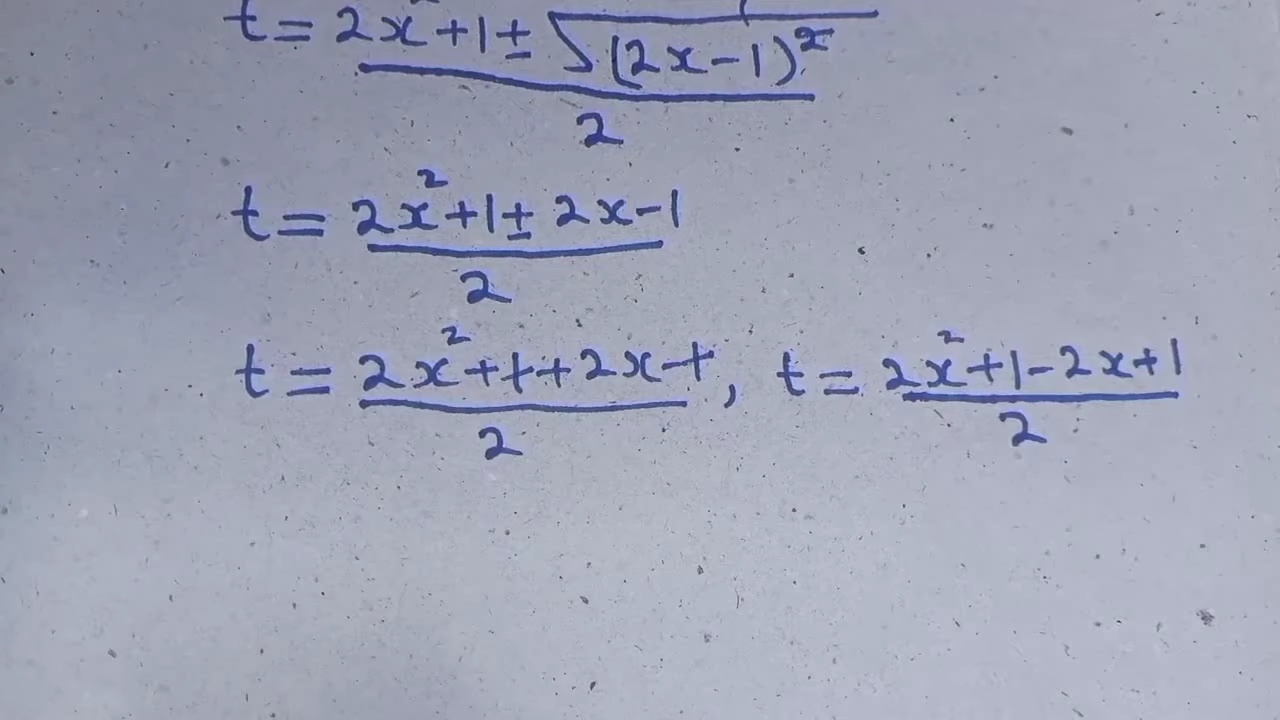 t = 2x²+1 ± √(2x-1)² / 2
t = 2x²+1 ± 2x-1 / 2
t = 2x²+1+2x-1 / 2 , t = 2x²+1-2x+1 / 2